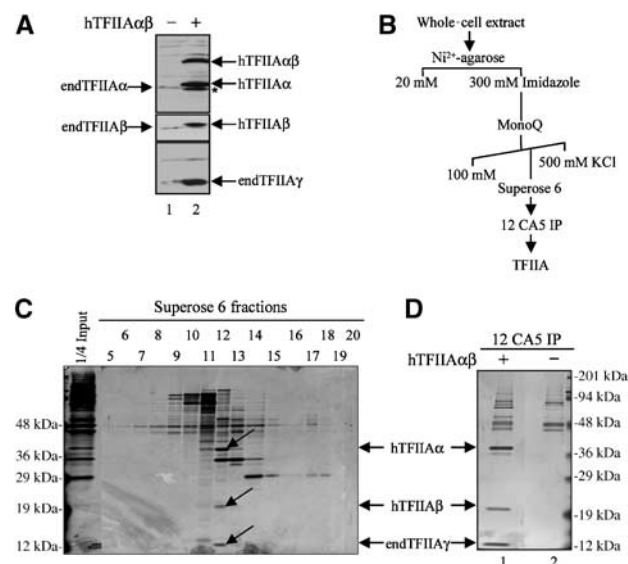 A
hTFIIAαβ − +
hTFIIAαβ
endTFIIAα
hTFIIAα
*
endTFIIAβ
hTFIIAβ
endTFIIAγ
1 2
B
Whole-cell extract
Ni²⁺-agarose
20 mM 300 mM Imidazole
MonoQ
100 mM 500 mM KCl
Superose 6
12 CA5 IP
TFIIA
C
Superose 6 fractions
1/4 Input
6 8 10 12 14 16 18 20
5 7 9 11 13 15 17 19
48 kDa-
36 kDa-
29 kDa-
19 kDa-
12 kDa-
hTFIIAα
hTFIIAβ
endTFIIAγ
D
12 CA5 IP
hTFIIAαβ + −
-201 kDa
-94 kDa
-48 kDa
-36 kDa
-29 kDa
-19 kDa
-12 kDa
1 2